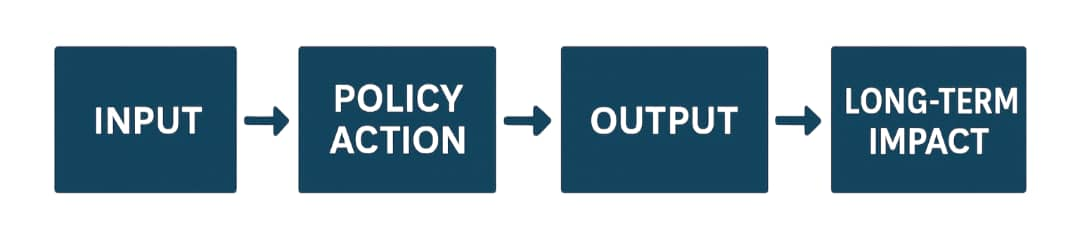 INPUT
POLICY
ACTION
OUTPUT
LONG-TERM
IMPACT